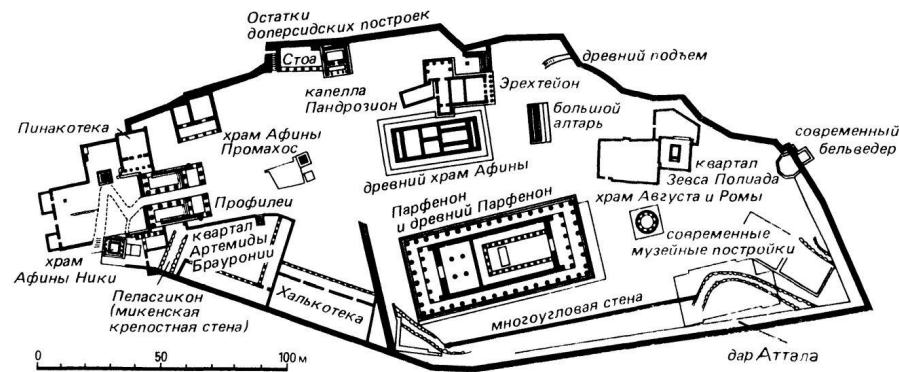 Остатки
доперсидских построек
Стоа
древний подъем
капелла
Пандрозион
Эрехтейон
Пинакотека
храм Афины
Промахос
большой
алтарь
современный
бельведер
древний храм Афины
квартал
Зевса Полиада
храм Августа и Ромы
Профилеи
Парфенон
и древний Парфенон
квартал
Артемиды
Брауронии
современные
музейные постройки
храм
Афины Ники
Пеласгикон
(микенская
крепостная стена)
Халькотека
многоугловая стена
дар Аттала
0 50 100 м